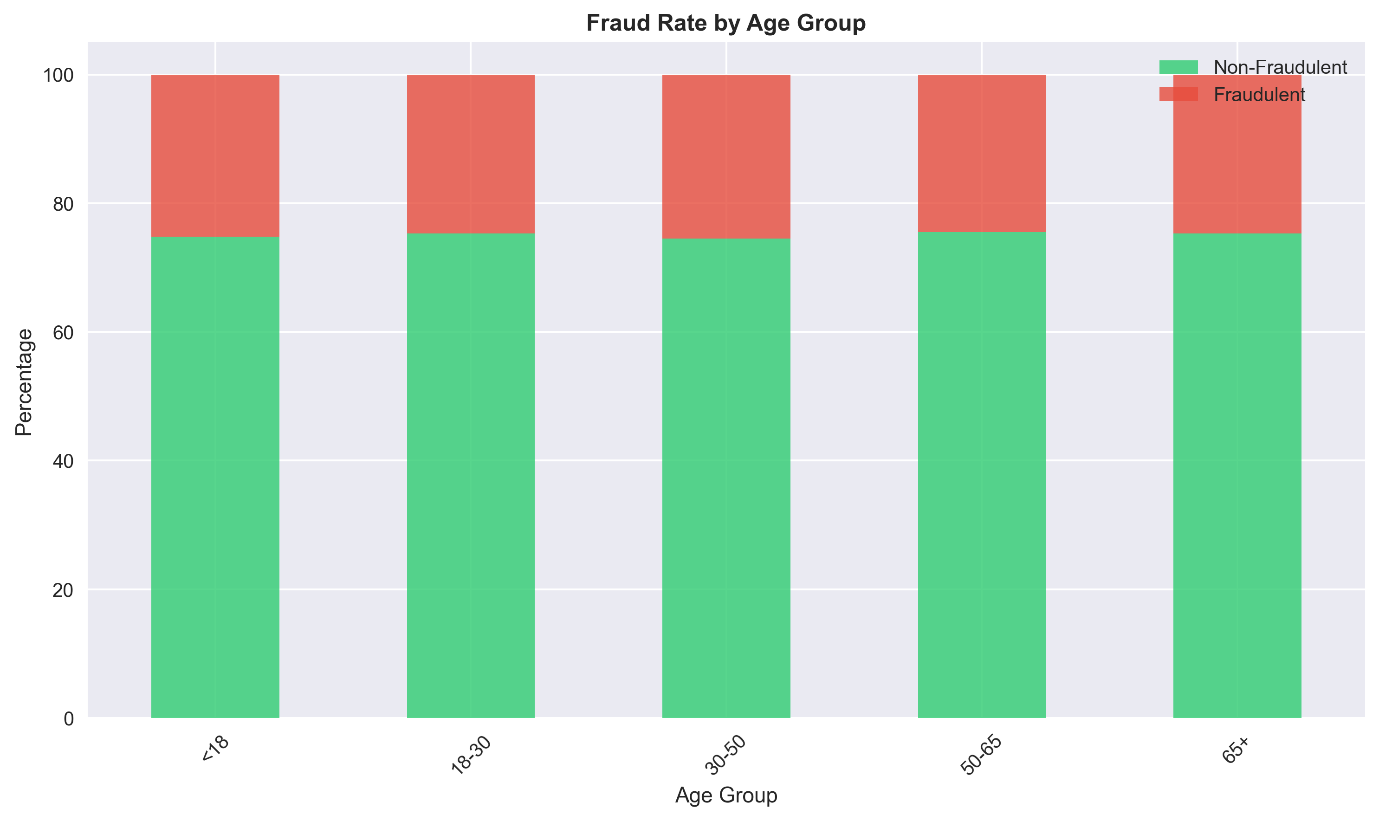 Fraud Rate by Age Group
Non-Fraudulent
Fraudulent
100
80
60
40
20
0
Percentage
<18
18-30
30-50
50-65
65+
Age Group